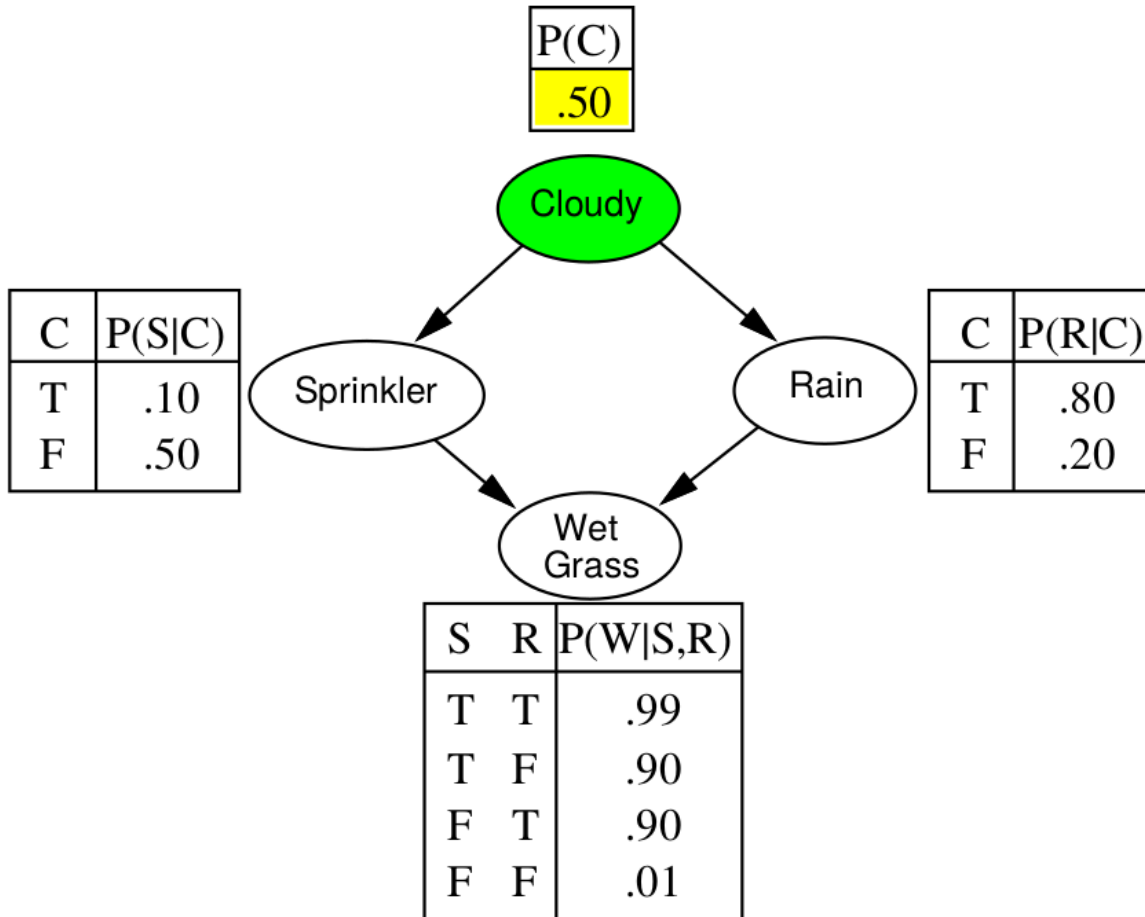 P(C)
.50
Cloudy
C P(S|C)
T .10
F .50
Sprinkler
Rain
C P(R|C)
T .80
F .20
Wet
Grass
S R P(W|S,R)
T T .99
T F .90
F T .90
F F .01